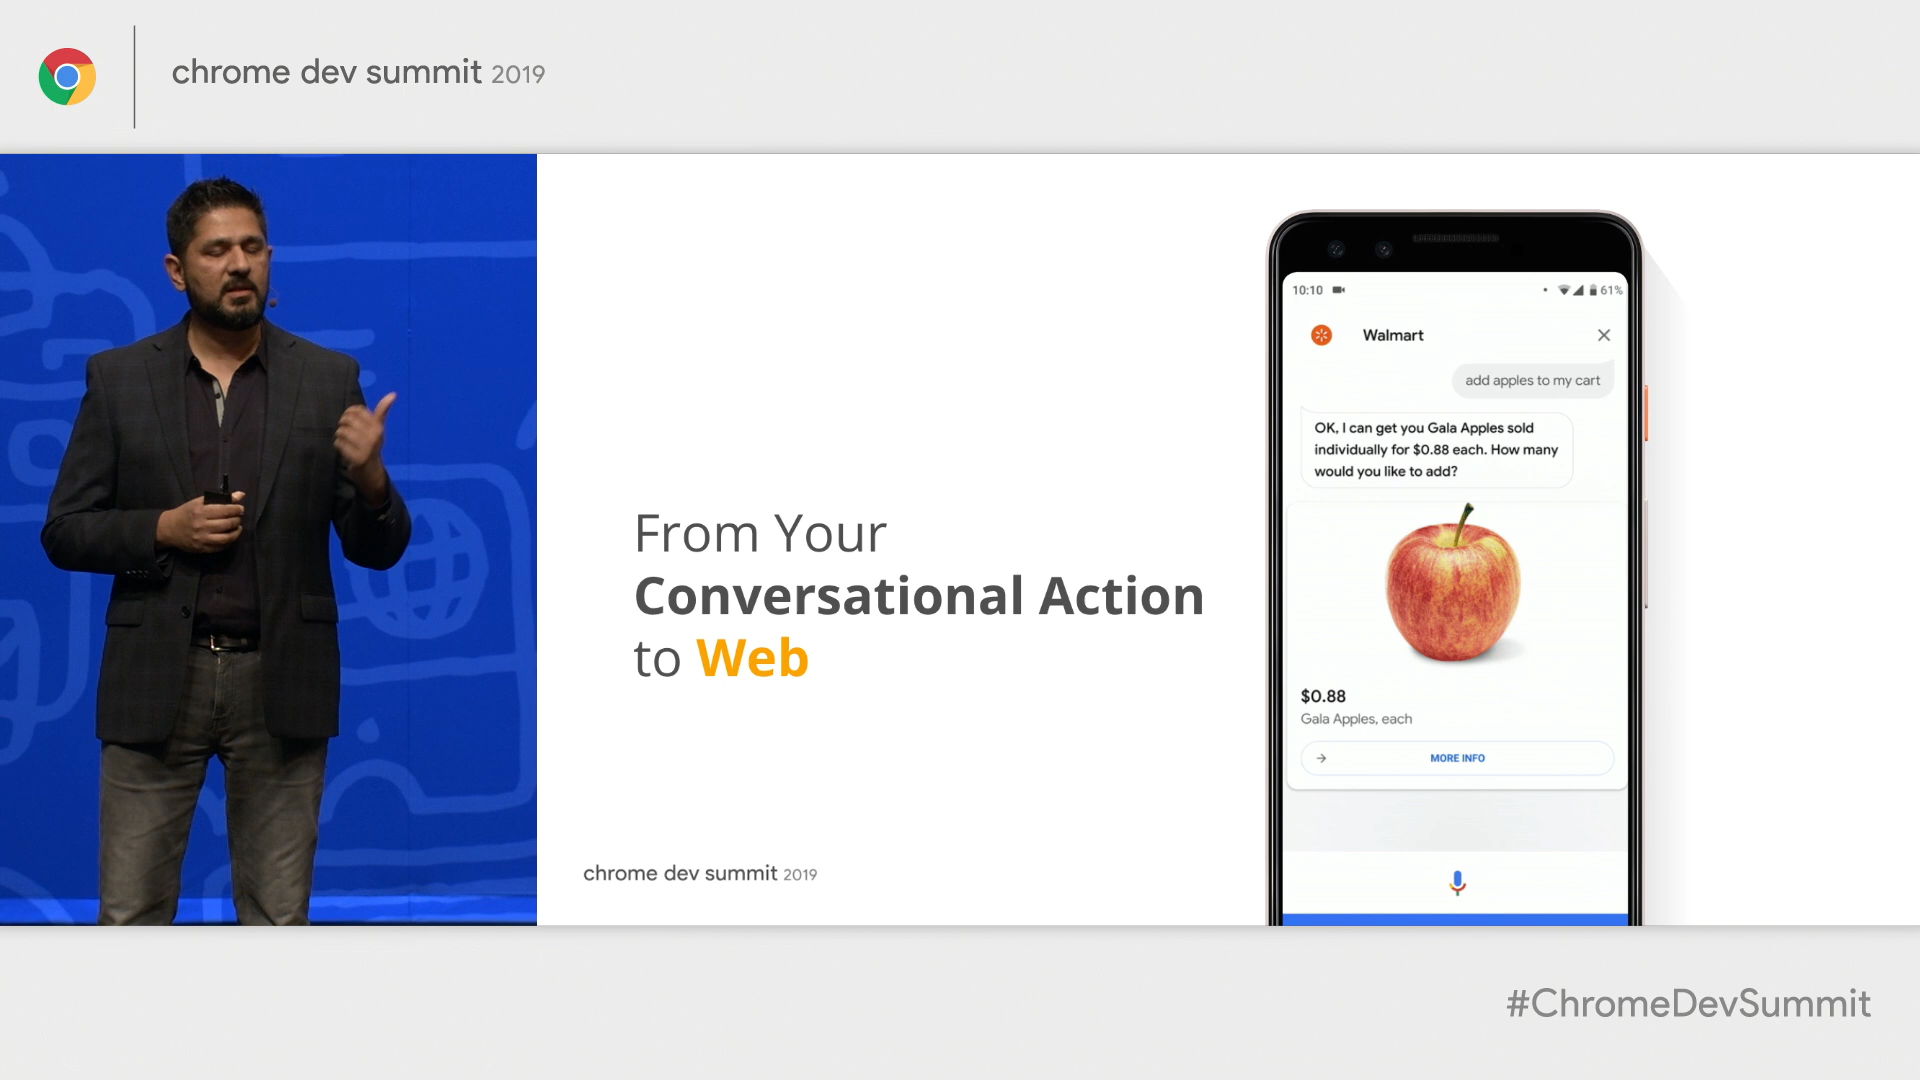 chrome dev summit 2019
From Your
Conversational Action
to Web
chrome dev summit 2019
10:10
61%
Walmart
add apples to my cart
OK, I can get you Gala Apples sold
individually for $0.88 each. How many
would you like to add?
$0.88
Gala Apples, each
MORE INFO
#ChromeDevSummit